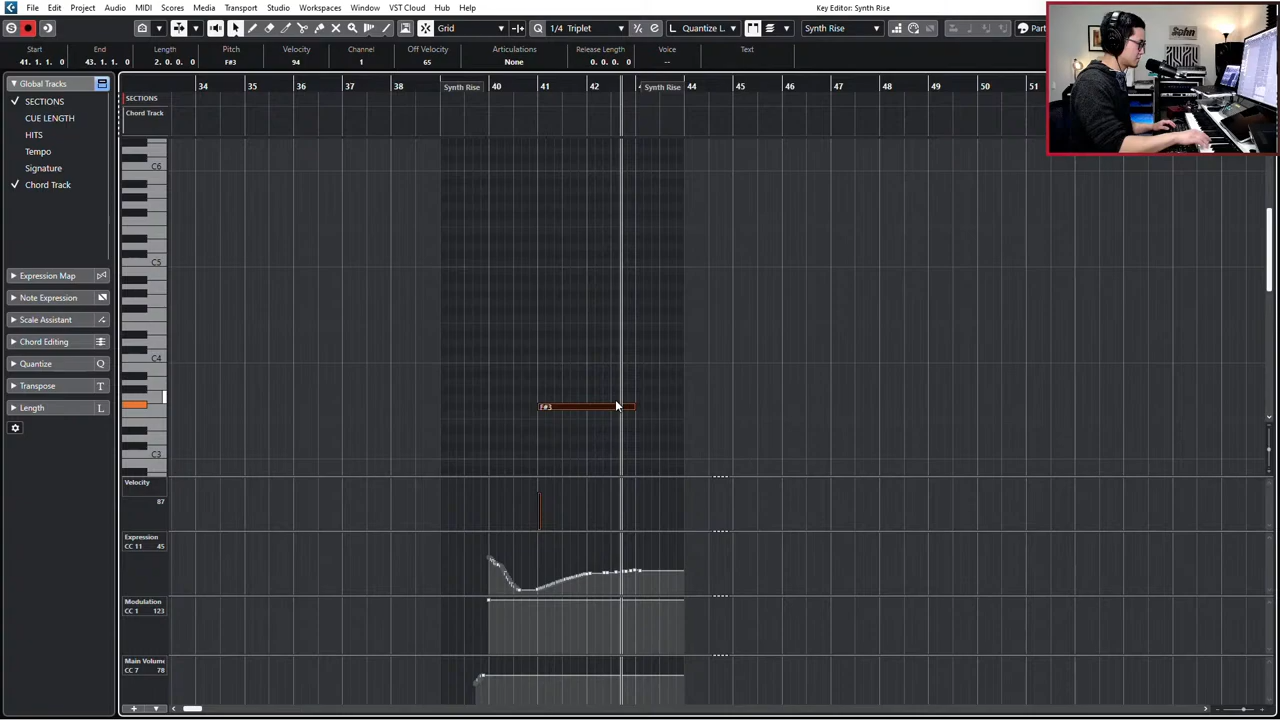 File Edit Project Audio MIDI Scores Media Transport Studio Workspaces Window VST Cloud Hub Help
Key Editor: Synth Rise
Grid 1/4 Triplet Quantize L. Synth Rise Part
Start End Length Pitch Velocity Channel Off Velocity Articulations Release Length Voice Text
41. 1. 1. 0 43. 1. 1. 0 2. 0. 0. 0 F#3 94 1 65 None 0. 0. 0. 0 --
Global Tracks
SECTIONS
CUE LENGTH
HITS
Tempo
Signature
Chord Track
Expression Map
Note Expression
Scale Assistant
Chord Editing
Quantize
Transpose
Length
34 35 36 37 38 Synth Rise 40 41 42 Synth Rise 44 45 46 47 48 49 50 51
SECTIONS
Chord Track
C6
C5
C4
F#3
C3
Velocity
87
Expression
CC 11 45
Modulation
CC 1 123
Main Volume
CC 7 78